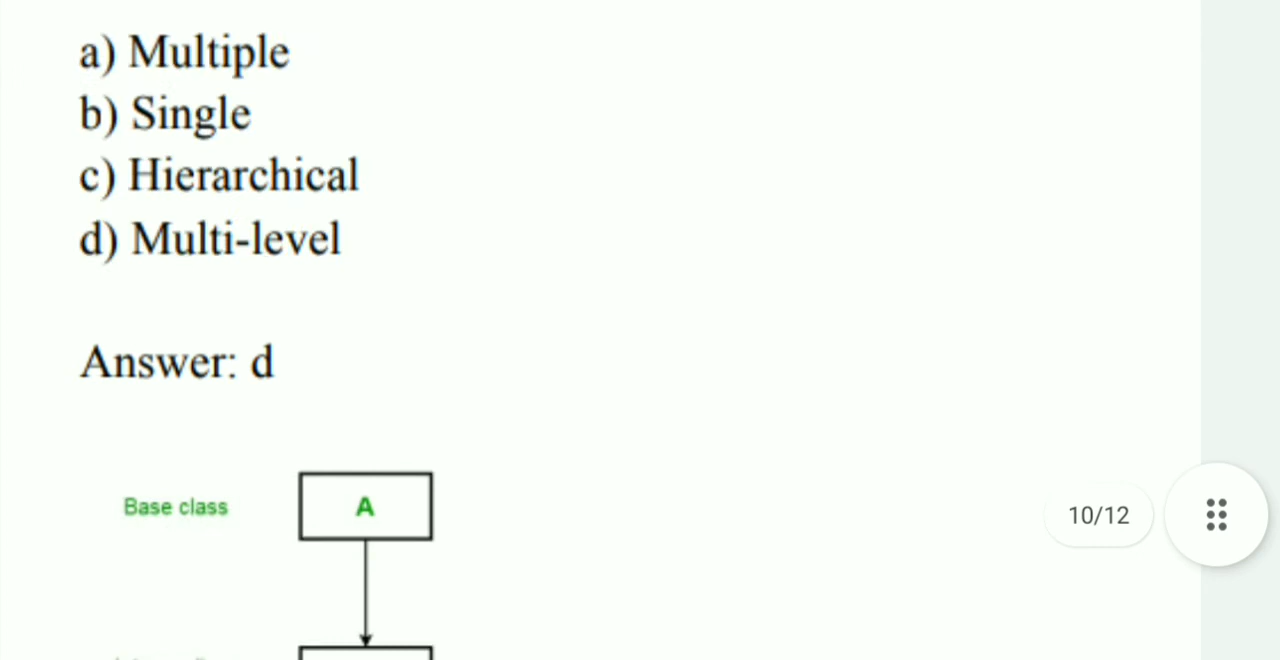 a) Multiple
b) Single
c) Hierarchical
d) Multi-level
Answer: d
Base class
A
10/12